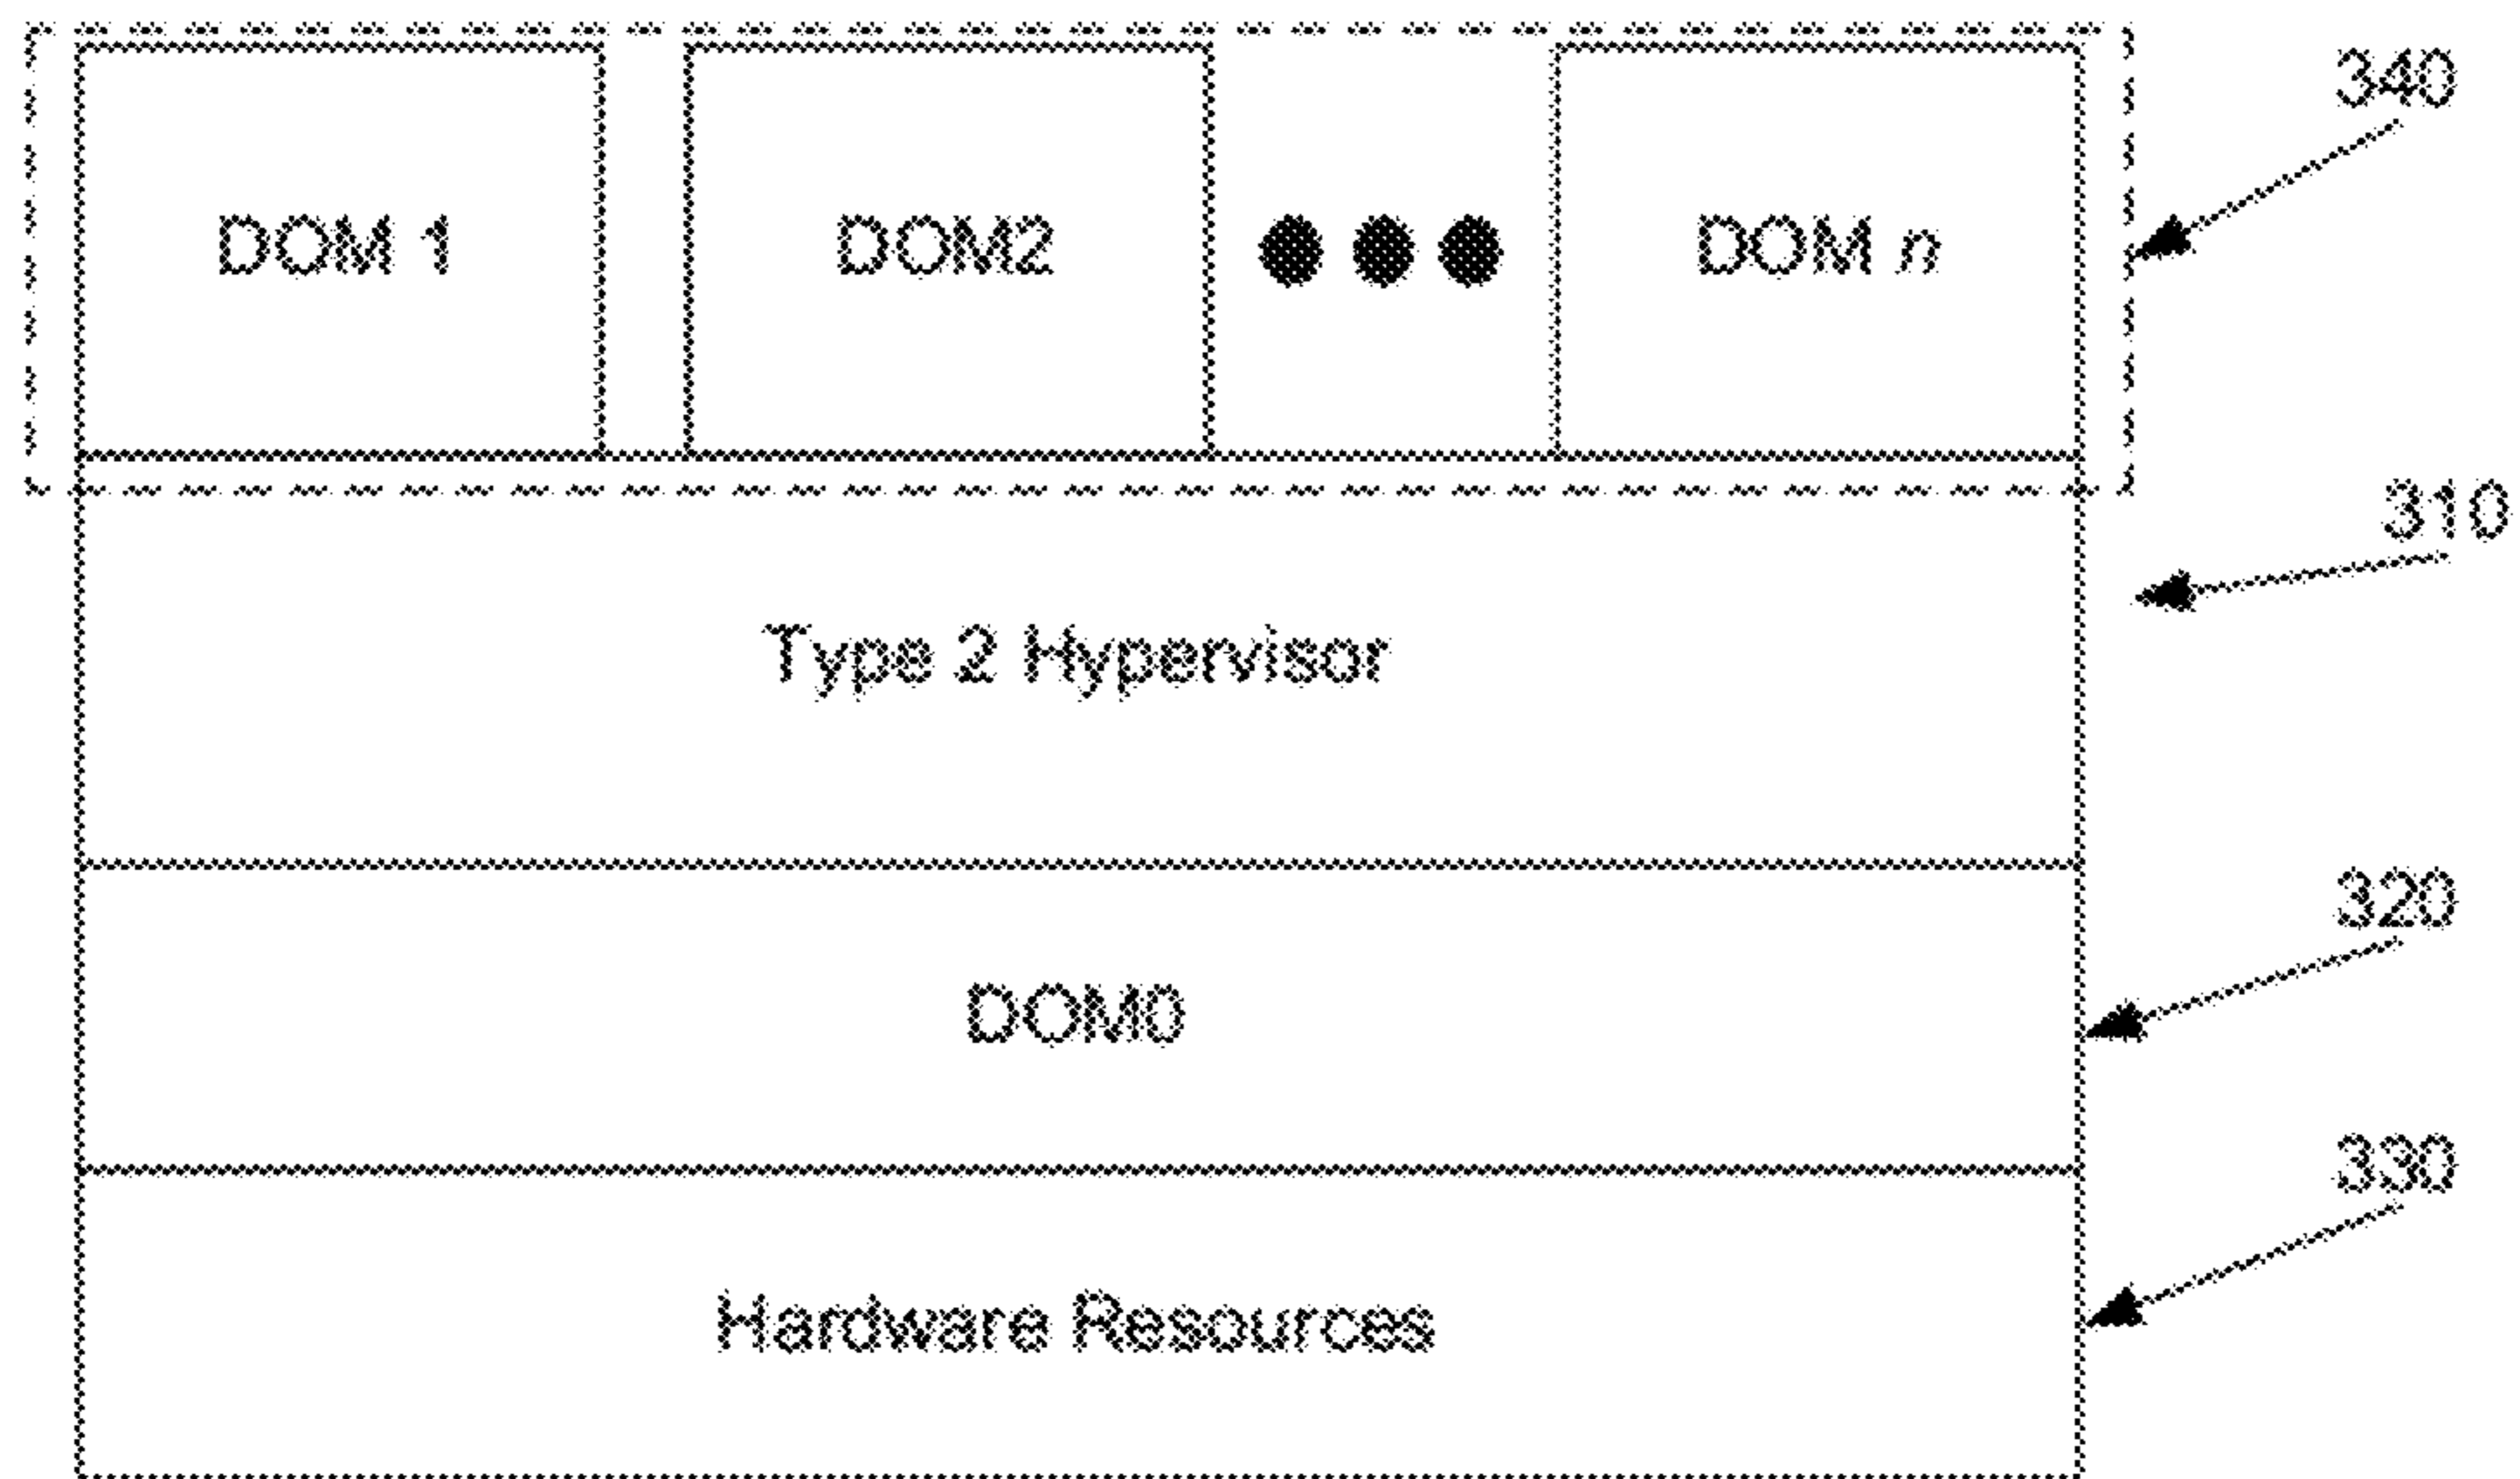 340
DOM 1 DOM2 DOM n
310
Type 2 Hypervisor
320
DOM0
330
Hardware Resources